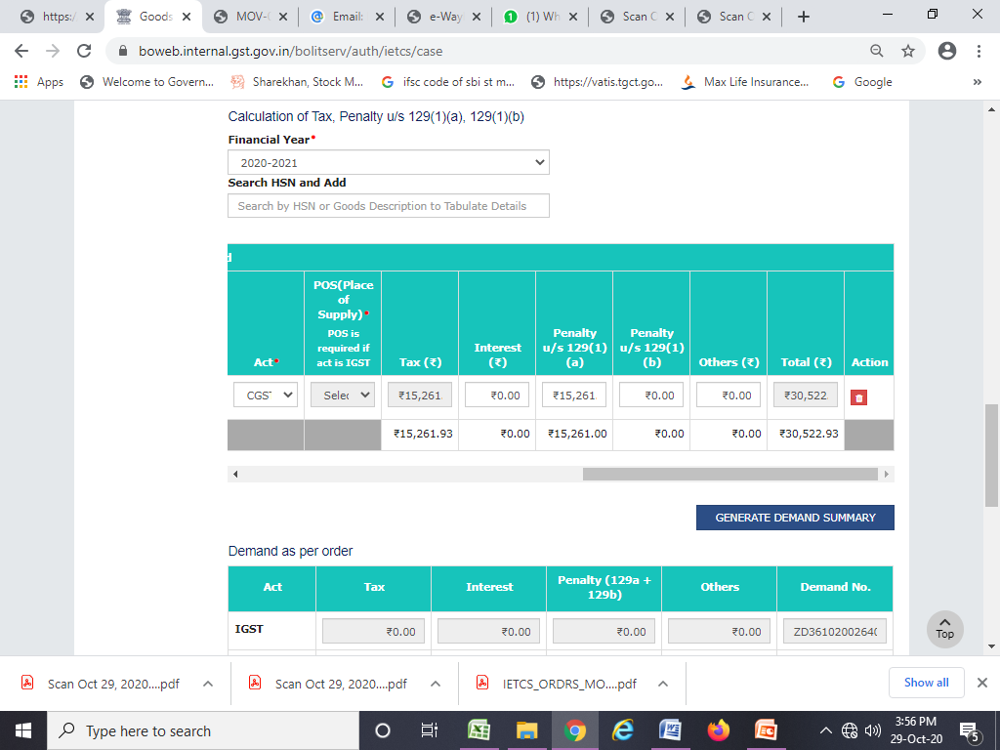 https:/
Goods
MOV-
Email:
e-Way
(1) Wh
Scan C
Scan C
boweb.internal.gst.gov.in/bolitserv/auth/ietcs/case
Apps
Welcome to Govern...
Sharekhan, Stock M...
ifsc code of sbi st m...
https://vatis.tgct.go...
Max Life Insurance...
Google
»
Calculation of Tax, Penalty u/s 129(1)(a), 129(1)(b)
Financial Year*
2020-2021
Search HSN and Add
Search by HSN or Goods Description to Tabulate Details
Act*
POS(Place
of
Supply)*
POS is
required if
act is IGST
Tax (₹)
Interest
(₹)
Penalty
u/s 129(1)
(a)
Penalty
u/s 129(1)
(b)
Others (₹)
Total (₹)
Action
CGST
Selec
₹15,261
₹0.00
₹15,261
₹0.00
₹0.00
₹30,522
₹15,261.93
₹0.00
₹15,261.00
₹0.00
₹0.00
₹30,522.93
GENERATE DEMAND SUMMARY
Demand as per order
Act
Tax
Interest
Penalty (129a +
129b)
Others
Demand No.
IGST
₹0.00
₹0.00
₹0.00
₹0.00
ZD3610200264
Top
Scan Oct 29, 2020....pdf
Scan Oct 29, 2020....pdf
IETCS_ORDRS_MO....pdf
Show all
Type here to search
3:56 PM
29-Oct-20
5